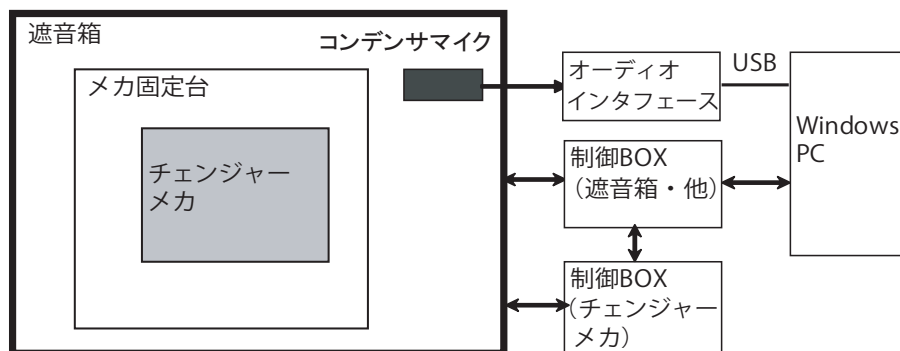 遮音箱
コンデンサマイク
メカ固定台
チェンジャー
メカ
オーディオ
インタフェース
USB
Windows
PC
制御BOX
（遮音箱・他）
制御BOX
（チェンジャー
メカ）